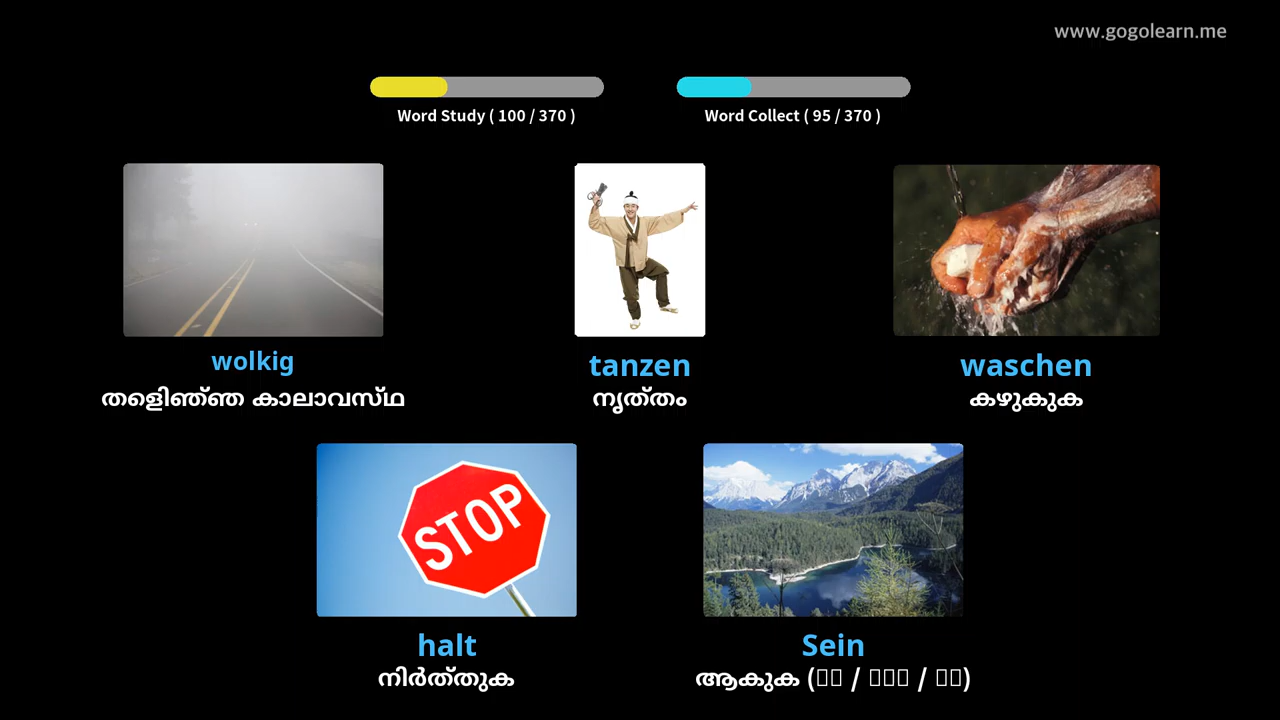 www.gogolearn.me
Word Study ( 100 / 370 )
Word Collect ( 95 / 370 )
wolkig
തെളിഞ്ഞ കാലാവസ്ഥ
tanzen
നൃത്തം
waschen
കഴുകുക
STOP
halt
നിർത്തുക
Sein
ആകുക (▯▯ / ▯▯▯ / ▯▯)